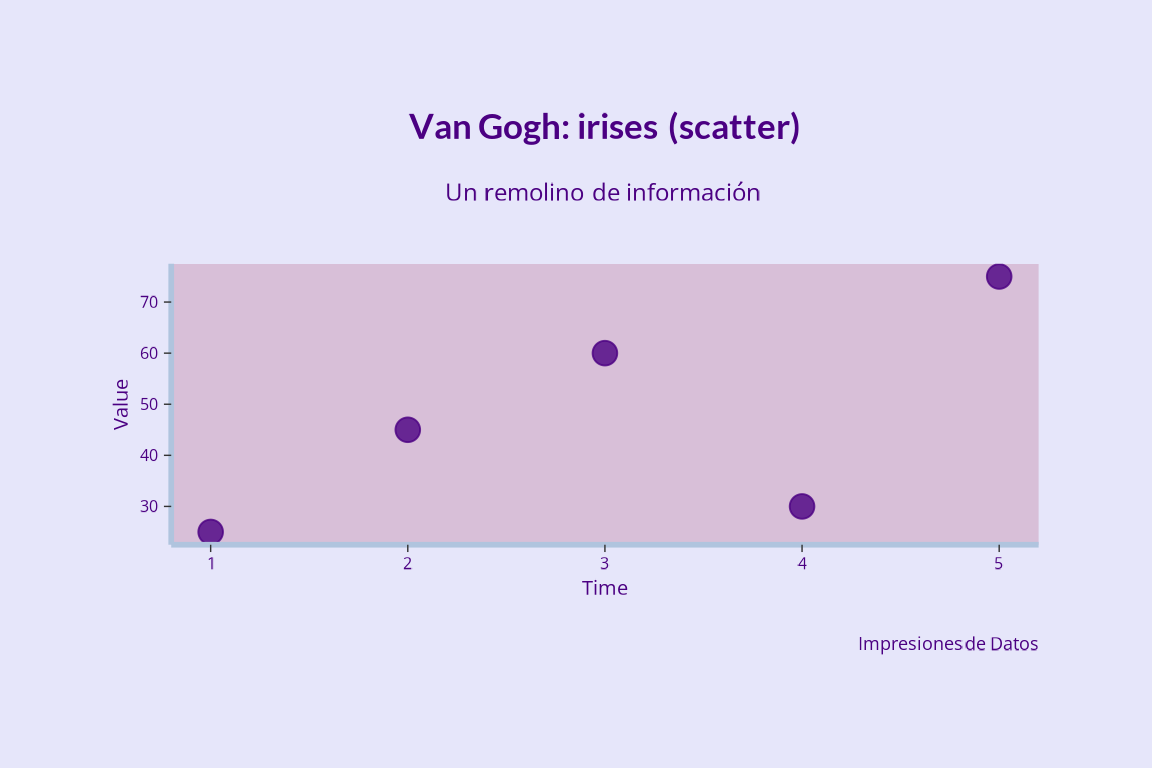 Van Gogh: irises (scatter)
Un remolino de información
70
60
50
40
30
Value
1 2 3 4 5
Time
Impresiones de Datos